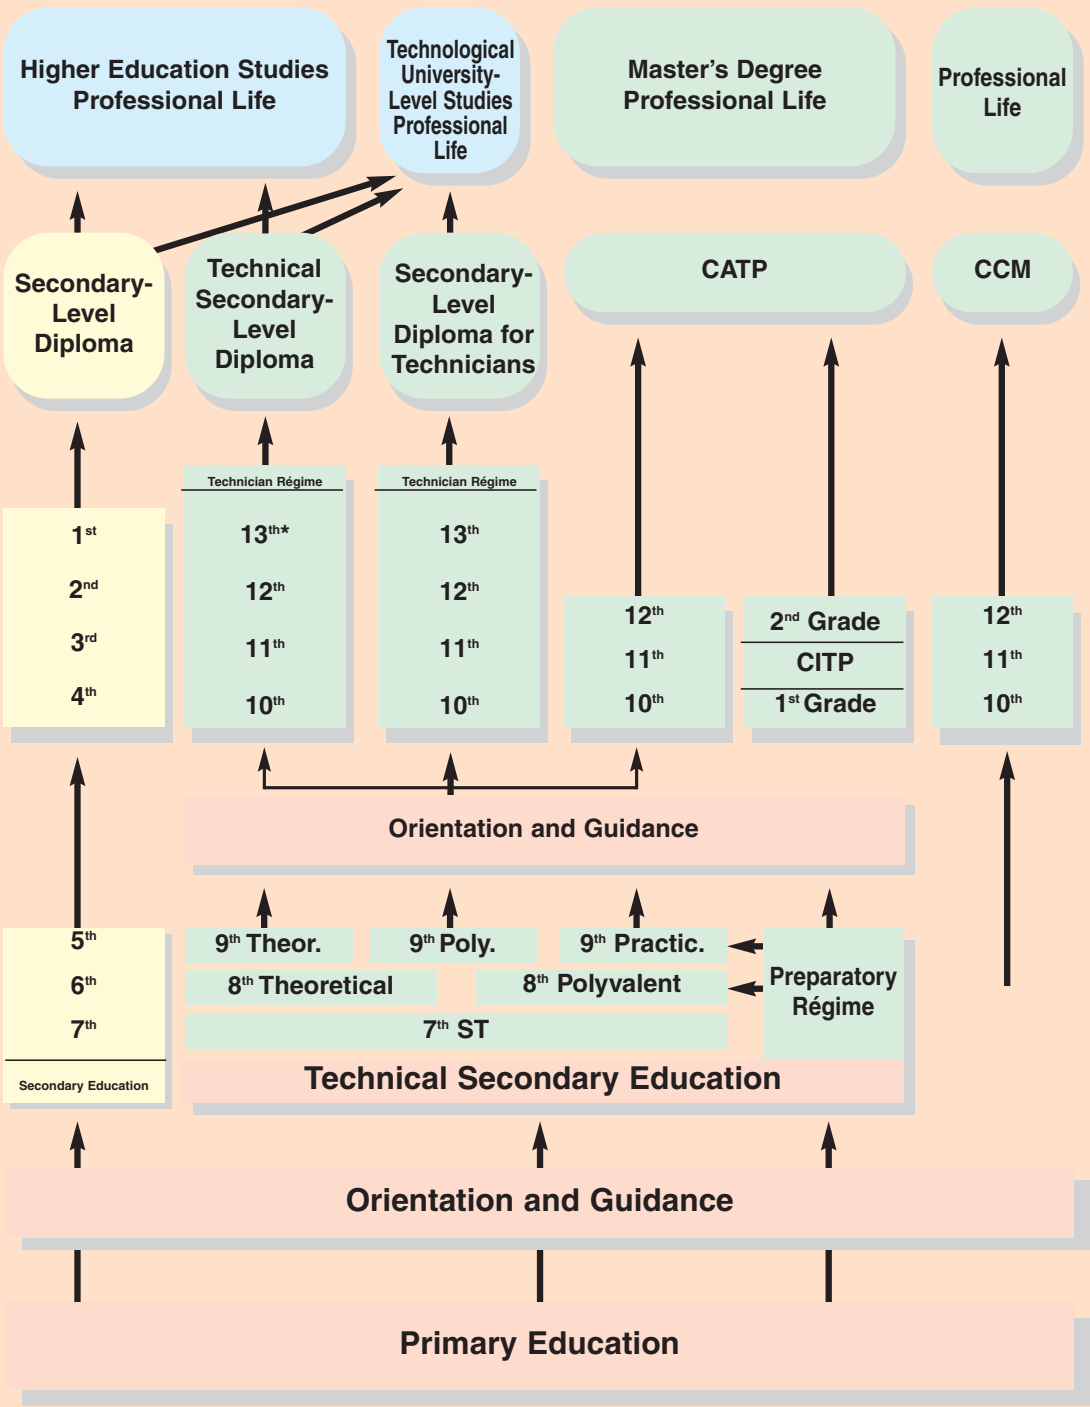 Higher Education Studies
Professional Life
Technological
University-
Level Studies
Professional
Life
Master's Degree
Professional Life
Professional
Life
Secondary-
Level
Diploma
Technical
Secondary-
Level
Diploma
Secondary-
Level
Diploma for
Technicians
CATP
CCM
1st
2nd
3rd
4th
Technician Régime
13th*
12th
11th
10th
Technician Régime
13th
12th
11th
10th
12th
11th
10th
2nd Grade
CITP
1st Grade
12th
11th
10th
Orientation and Guidance
5th
6th
7th
Secondary Education
9th Theor.
9th Poly.
9th Practic.
8th Theoretical
8th Polyvalent
7th ST
Preparatory
Régime
Technical Secondary Education
Orientation and Guidance
Primary Education